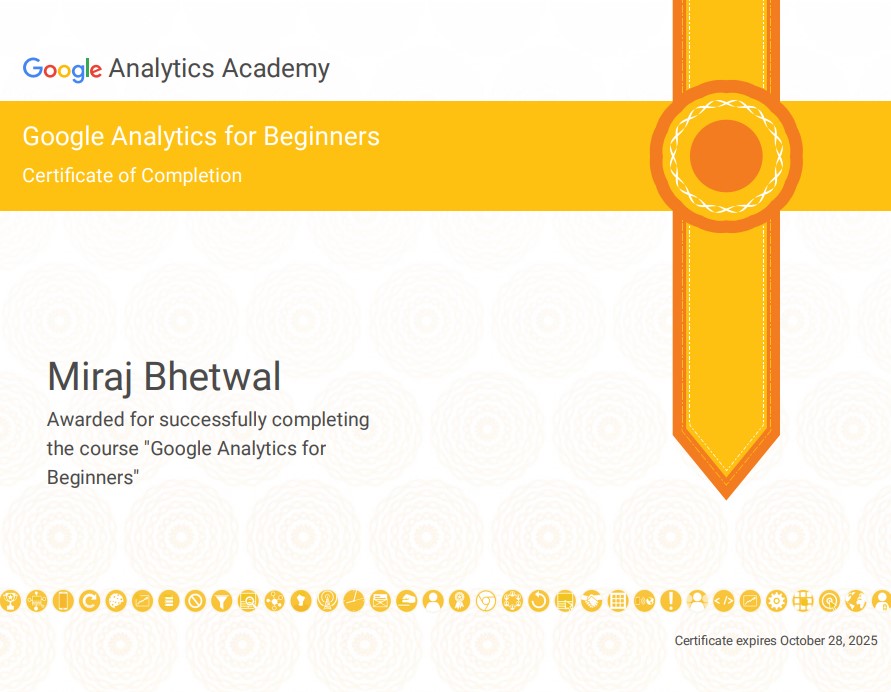 Google Analytics Academy
Google Analytics for Beginners
Certificate of Completion
Miraj Bhetwal
Awarded for successfully completing
the course "Google Analytics for
Beginners"
Certificate expires October 28, 2025